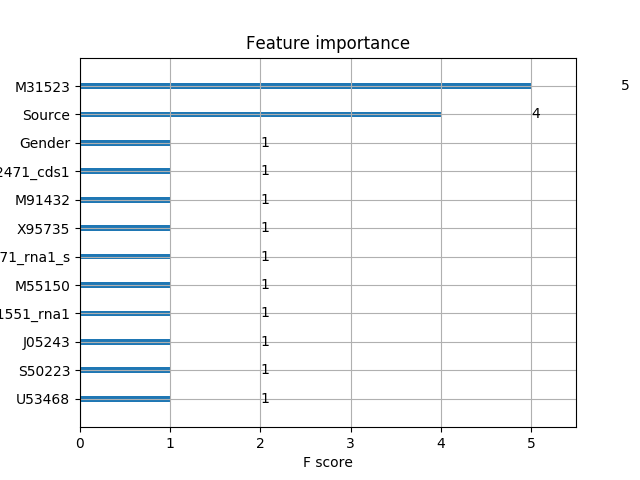 Feature importance
M31523 5
Source 4
Gender 1
2471_cds1 1
M91432 1
X95735 1
71_rna1_s 1
M55150 1
1551_rna1 1
J05243 1
S50223 1
U53468 1
0 1 2 3 4 5
F score